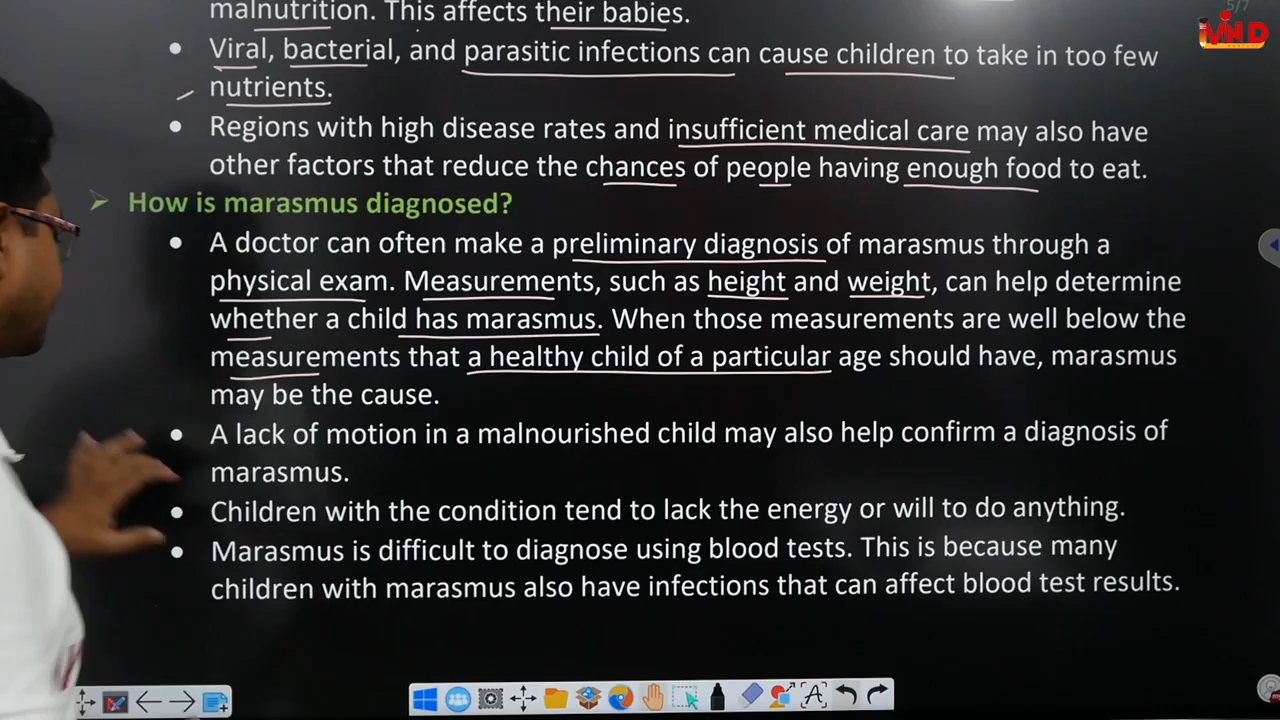 5/7
malnutrition. This affects their babies.
MIND
• Viral, bacterial, and parasitic infections can cause children to take in too few
nutrients.
• Regions with high disease rates and insufficient medical care may also have
other factors that reduce the chances of people having enough food to eat.
➤ How is marasmus diagnosed?
• A doctor can often make a preliminary diagnosis of marasmus through a
physical exam. Measurements, such as height and weight, can help determine
whether a child has marasmus. When those measurements are well below the
measurements that a healthy child of a particular age should have, marasmus
may be the cause.
• A lack of motion in a malnourished child may also help confirm a diagnosis of
marasmus.
• Children with the condition tend to lack the energy or will to do anything.
• Marasmus is difficult to diagnose using blood tests. This is because many
children with marasmus also have infections that can affect blood test results.